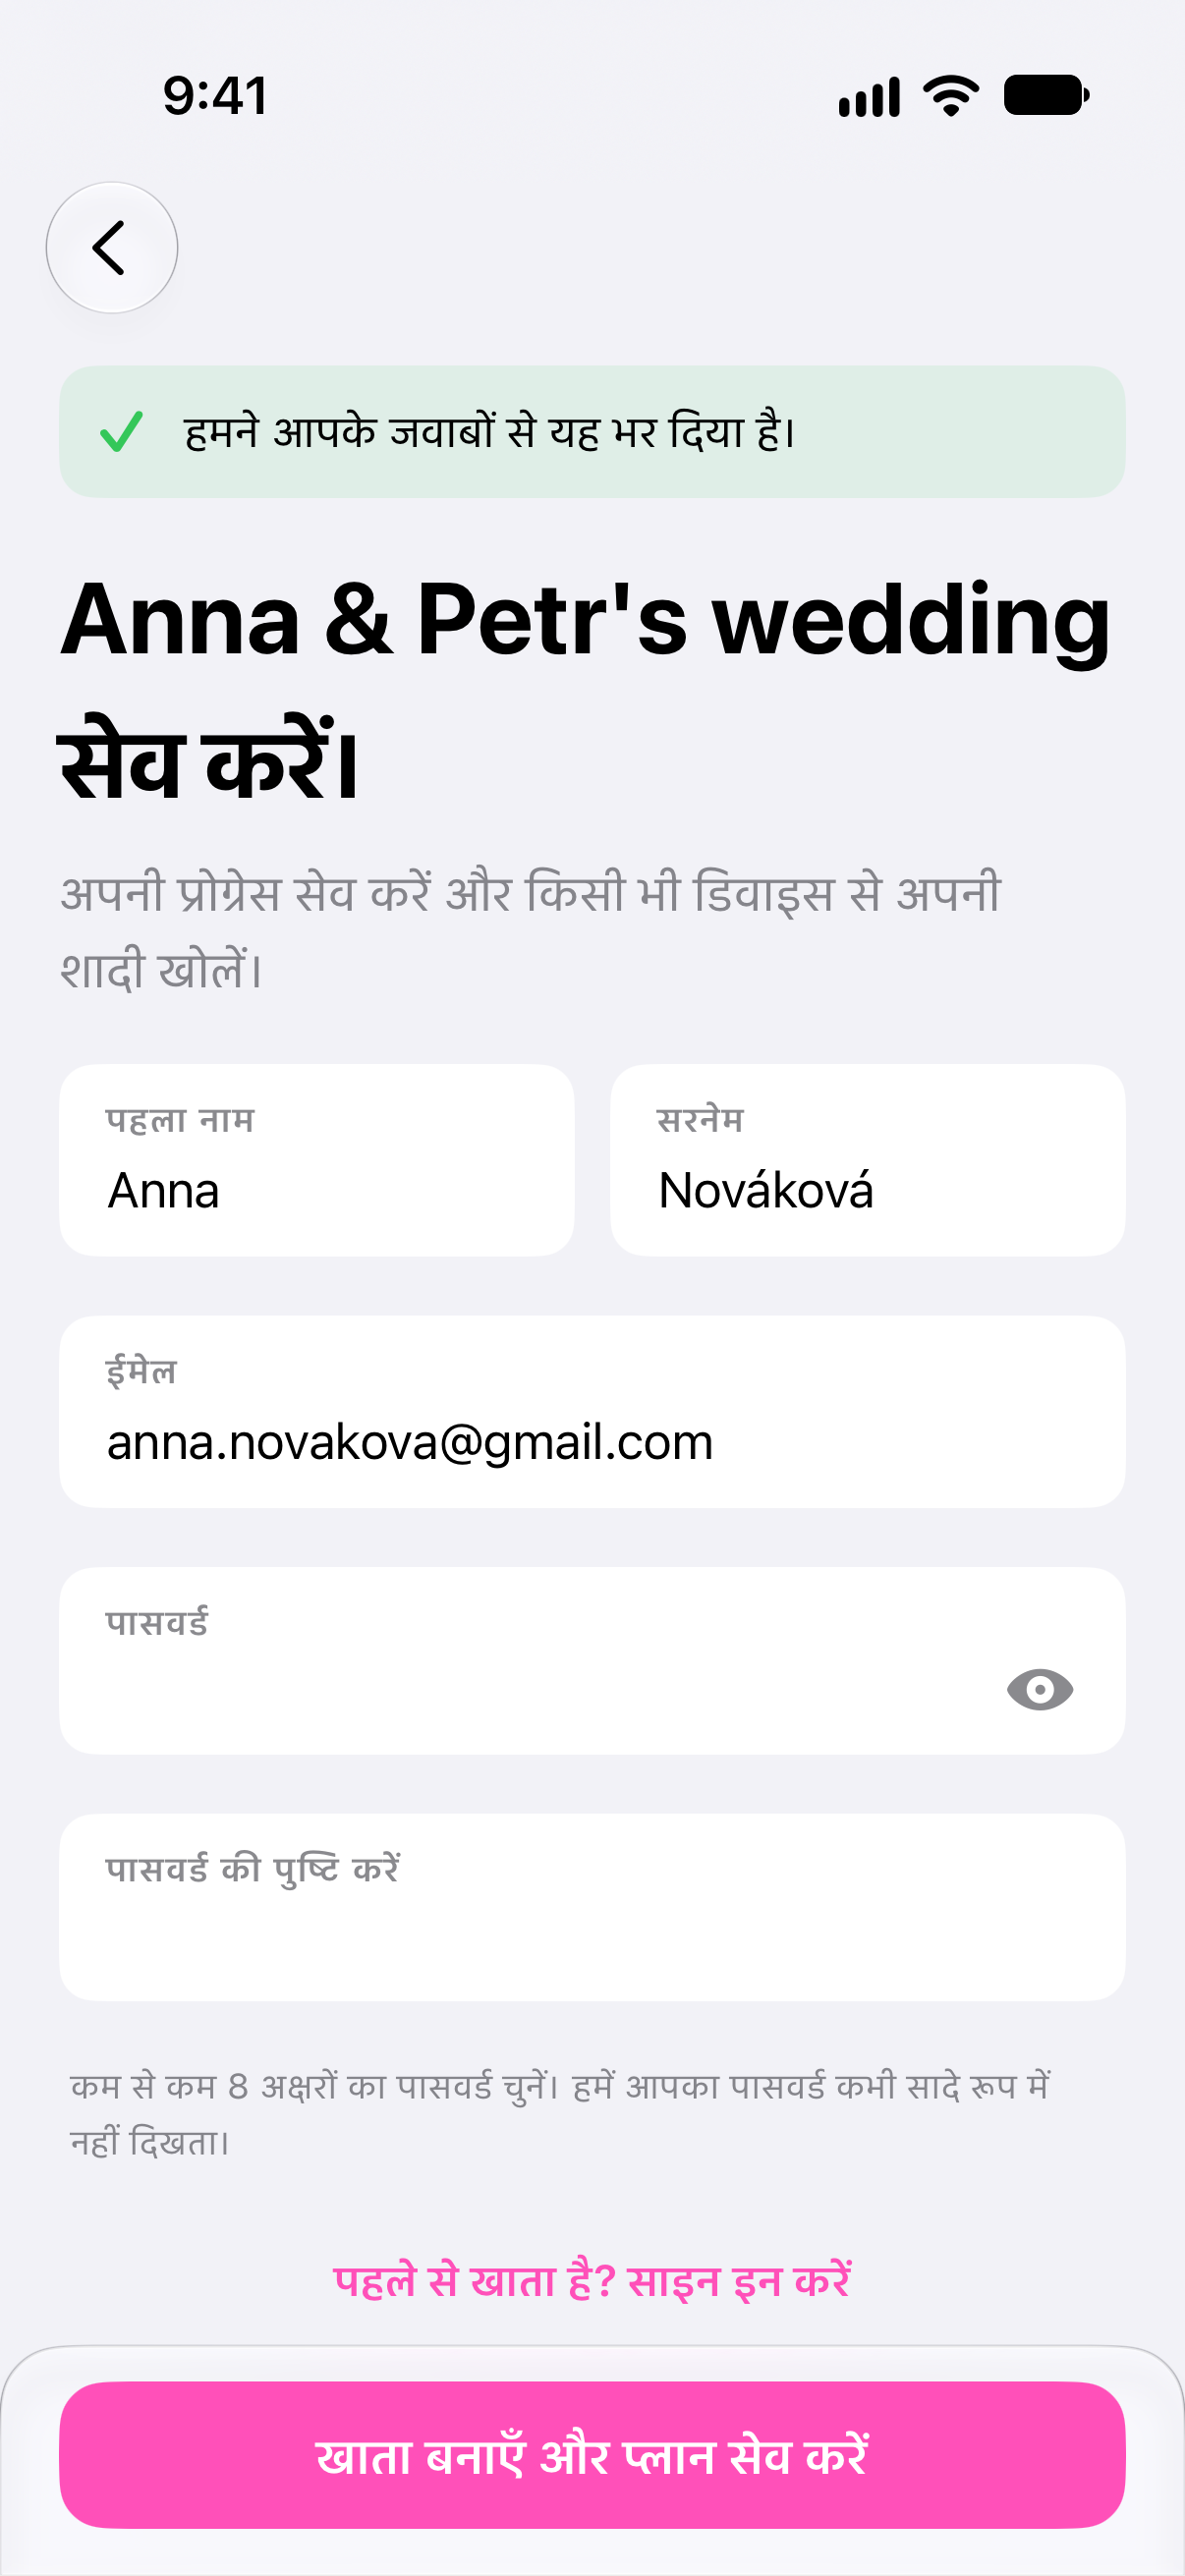 9:41
हमने आपके जवाबों से यह भर दिया है।
Anna & Petr's wedding
सेव करें।
अपनी प्रोग्रेस सेव करें और किसी भी डिवाइस से अपनी
शादी खोलें।
पहला नाम
सरनेम
Anna
Nováková
ईमेल
anna.novakova@gmail.com
पासवर्ड
पासवर्ड की पुष्टि करें
कम से कम 8 अक्षरों का पासवर्ड चुनें। हमें आपका पासवर्ड कभी सादे रूप में
नहीं दिखता।
पहले से खाता है? साइन इन करें
खाता बनाएँ और प्लान सेव करें